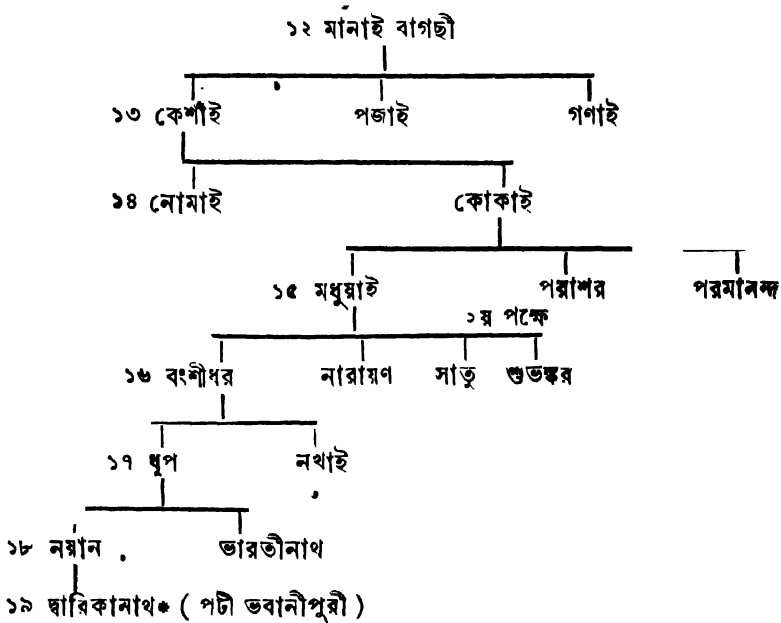 ১২ মানাই বাগছী
১৩ কেশাই পজাই গণাই
১৪ নোমাই কোকাই
১৫ মধুয়াই পরাশর পরমানন্দ
২য় পক্ষে
১৬ বংশীধর নারায়ণ সাতু শুভঙ্কর
১৭ ধূপ নথাই
১৮ নয়ান ভারতীনাথ
১৯ দ্বারিকানাথ* ( পটী ভবানীপুরী )